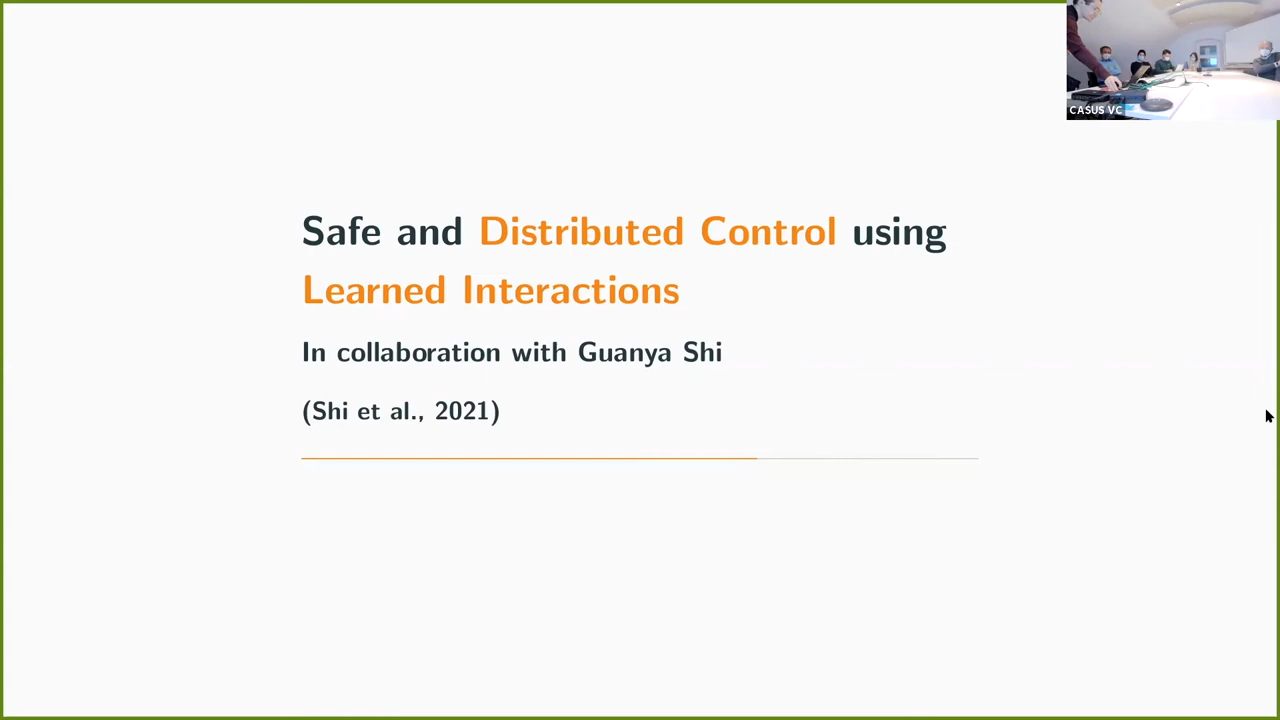 Safe and Distributed Control using
Learned Interactions
In collaboration with Guanya Shi
(Shi et al., 2021)
CASUS VC